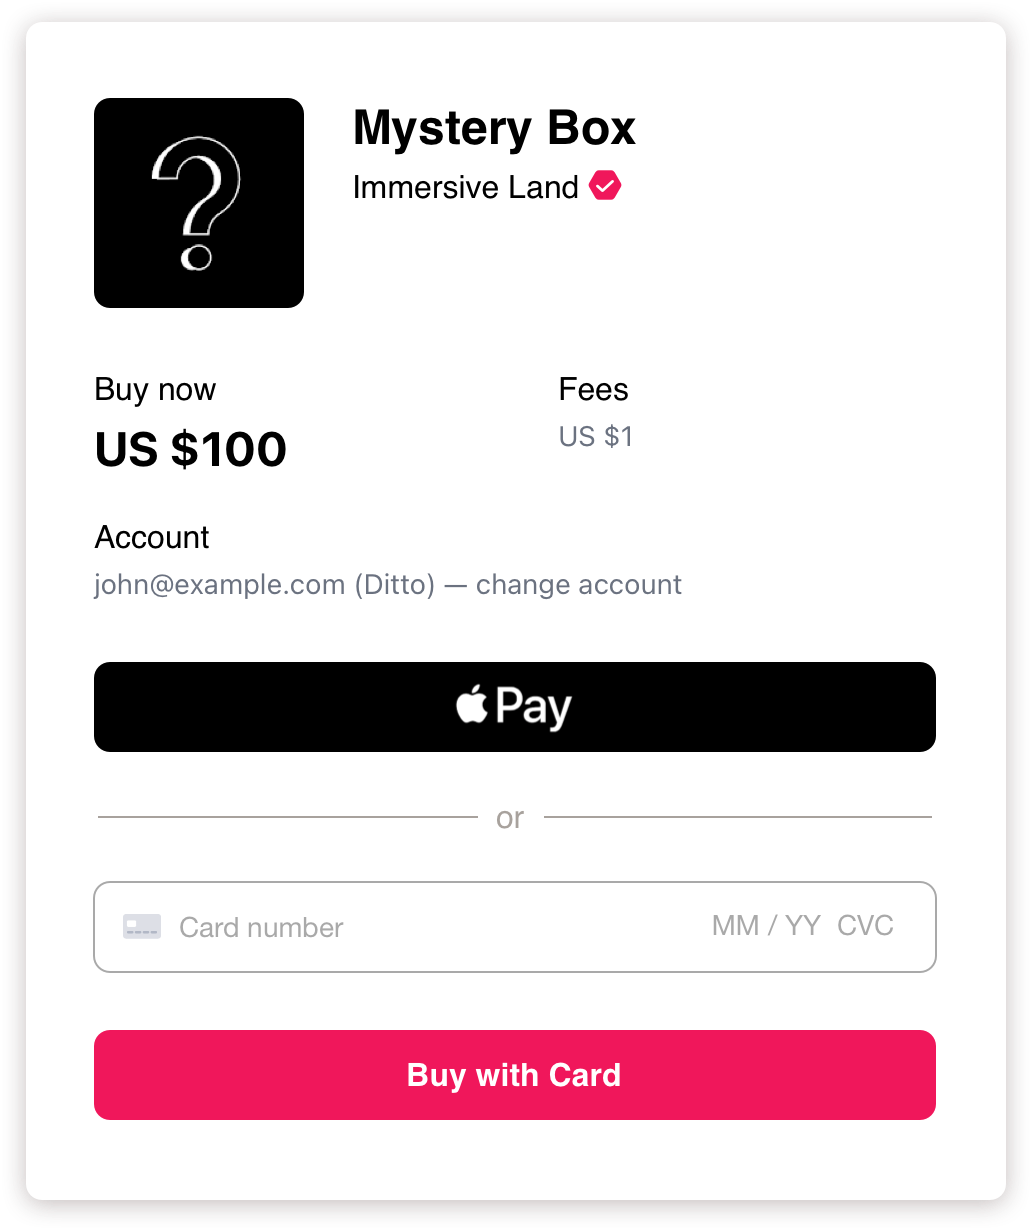 ?
Mystery Box
Immersive Land
Buy now
US $100
Fees
US $1
Account
john@example.com (Ditto) — change account
Pay
or
Card number MM / YY CVC
Buy with Card